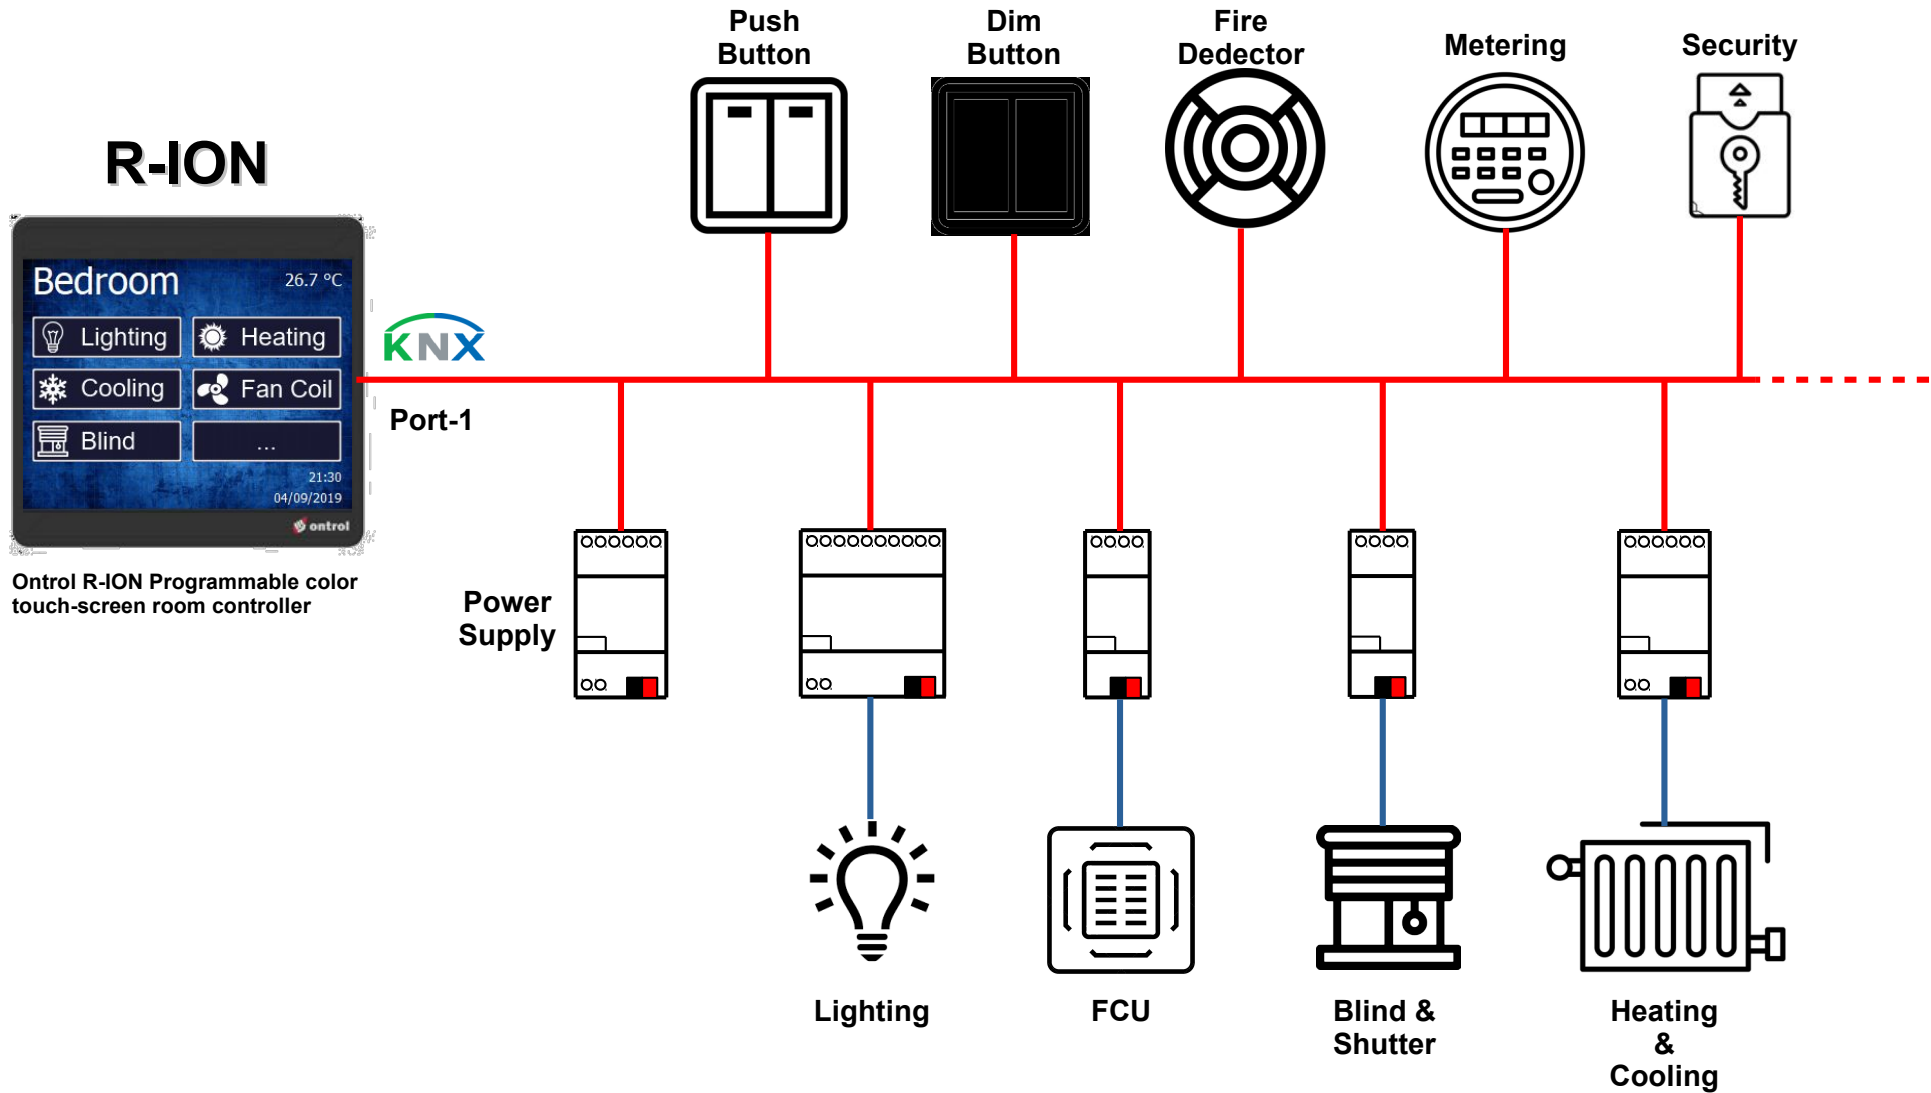 Push
Button
Dim
Button
Fire
Dedector
Metering
Security
R-ION
Bedroom
26.7 °C
Lighting
Heating
Cooling
Fan Coil
Blind
...
21:30
04/09/2019
ontrol
KNX
Port-1
Ontrol R-ION Programmable color
touch-screen room controller
Power
Supply
Lighting
FCU
Blind &
Shutter
Heating
&
Cooling